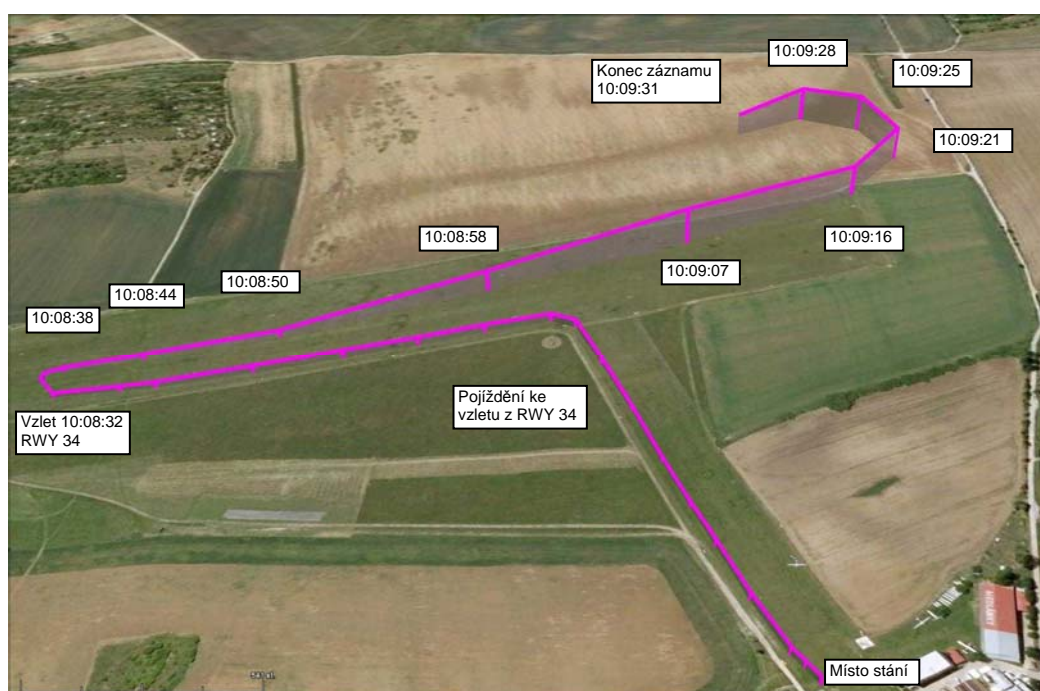 10:09:28
Konec záznamu
10:09:31
10:09:25
10:09:21
10:08:58
10:09:16
10:09:07
10:08:50
10:08:44
10:08:38
Vzlet 10:08:32
RWY 34
Pojíždění ke
vzletu z RWY 34
Místo stání